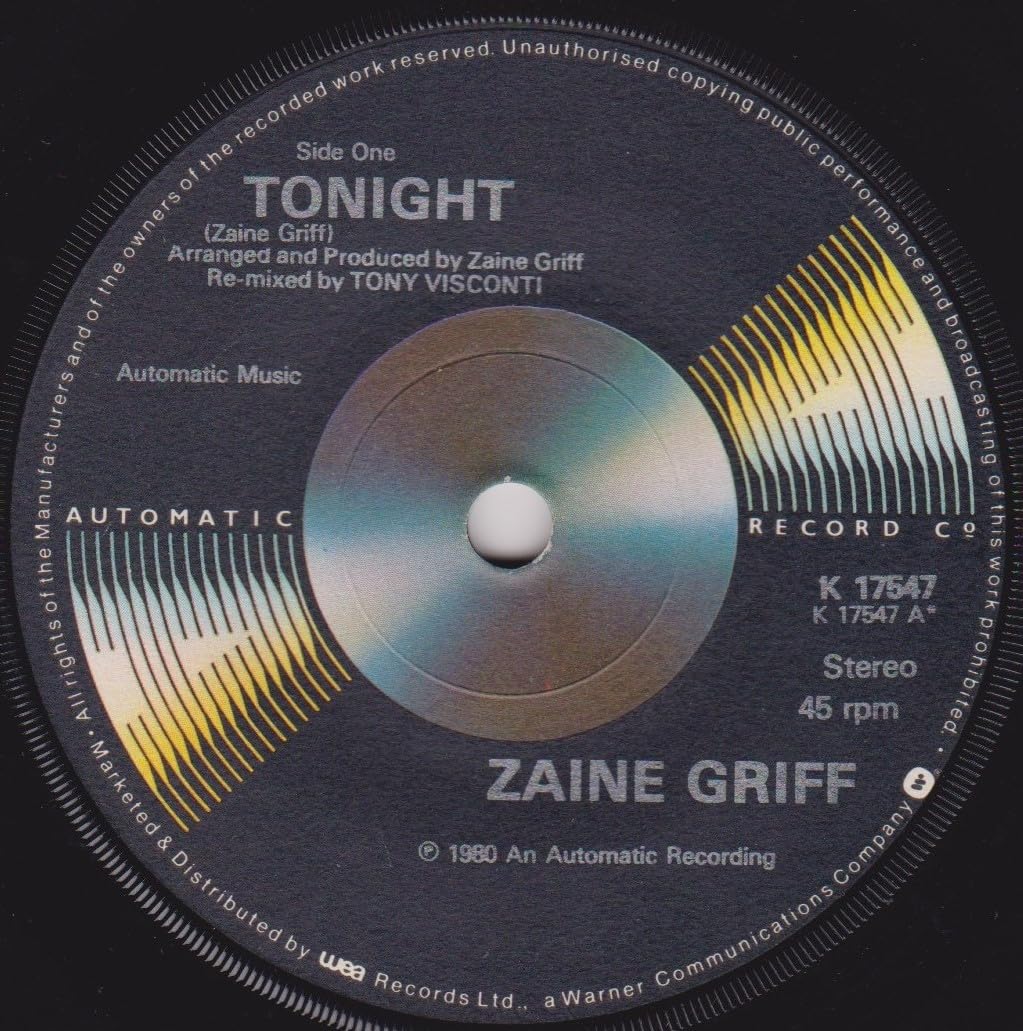 Side One
TONIGHT
(Zaine Griff)
Arranged and Produced by Zaine Griff
Re-mixed by TONY VISCONTI
Automatic Music
AUTOMATIC
RECORD Cº
K 17547
K 17547 A*
Stereo
45 rpm
ZAINE GRIFF
℗ 1980 An Automatic Recording
• All rights of the Manufacturers and of the owners of the recorded work reserved. Unauthorised copying public performance and broadcasting of this work prohibited. •
Marketed & Distributed by wea Records Ltd., a Warner Communications Company